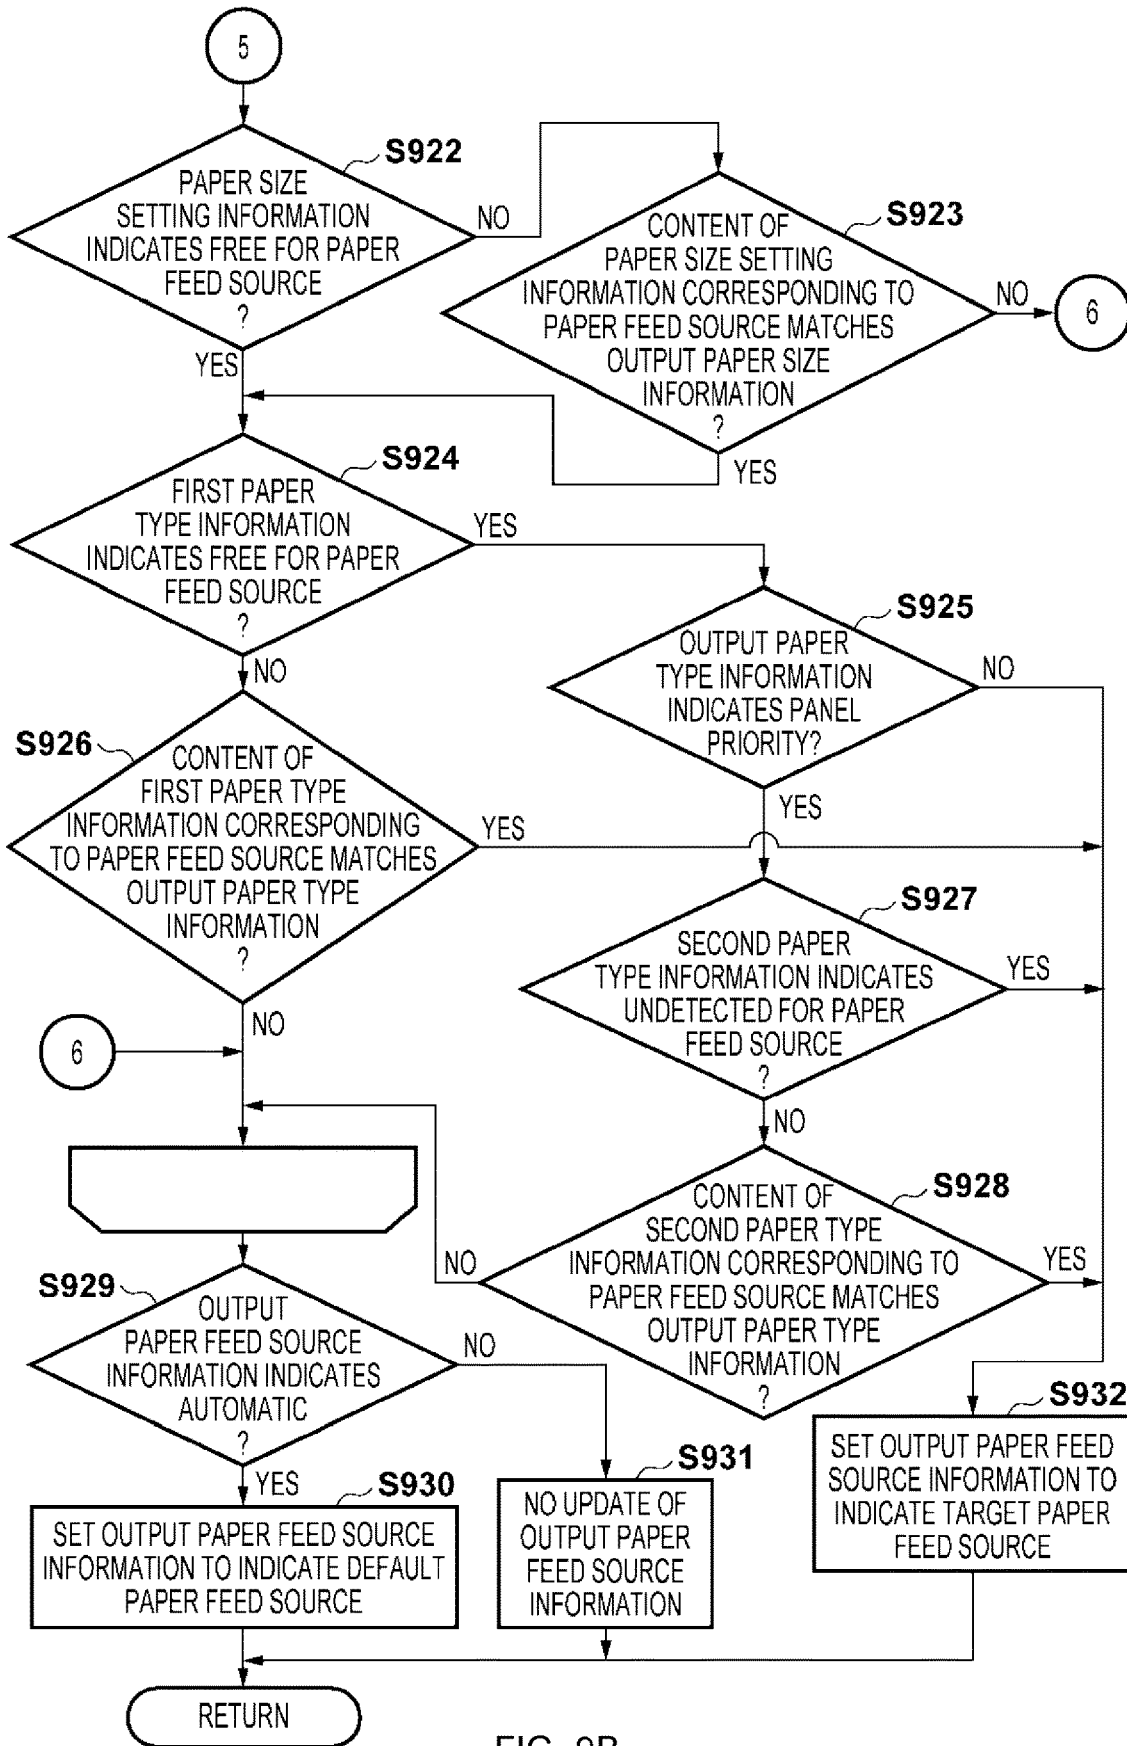 5
S922
PAPER SIZE
SETTING INFORMATION
INDICATES FREE FOR PAPER
FEED SOURCE
?
NO
YES
S923
CONTENT OF
PAPER SIZE SETTING
INFORMATION CORRESPONDING TO
PAPER FEED SOURCE MATCHES
OUTPUT PAPER SIZE
INFORMATION
?
NO
6
YES
S924
FIRST PAPER
TYPE INFORMATION
INDICATES FREE FOR PAPER
FEED SOURCE
?
YES
NO
S925
OUTPUT PAPER
TYPE INFORMATION
INDICATES PANEL
PRIORITY?
NO
YES
S926
CONTENT OF
FIRST PAPER TYPE
INFORMATION CORRESPONDING
TO PAPER FEED SOURCE MATCHES
OUTPUT PAPER TYPE
INFORMATION
?
YES
NO
S927
SECOND PAPER
TYPE INFORMATION INDICATES
UNDETECTED FOR PAPER
FEED SOURCE
?
YES
NO
6
S928
CONTENT OF
SECOND PAPER TYPE
INFORMATION CORRESPONDING TO
PAPER FEED SOURCE MATCHES
OUTPUT PAPER TYPE
INFORMATION
?
NO
YES
S929
OUTPUT
PAPER FEED SOURCE
INFORMATION INDICATES
AUTOMATIC
?
NO
YES
S930
SET OUTPUT PAPER FEED SOURCE
INFORMATION TO INDICATE DEFAULT
PAPER FEED SOURCE
S931
NO UPDATE OF
OUTPUT PAPER
FEED SOURCE
INFORMATION
S932
SET OUTPUT PAPER FEED
SOURCE INFORMATION TO
INDICATE TARGET PAPER
FEED SOURCE
RETURN